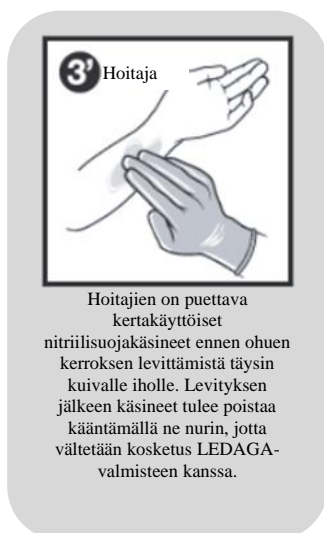 3’ Hoitaja
Hoitajien on puettava
kertakäyttöiset
nitriilisuojakäsineet ennen ohuen
kerroksen levittämistä täysin
kuivalle iholle. Levityksen
jälkeen käsineet tulee poistaa
kääntämällä ne nurin, jotta
vältetään kosketus LEDAGA-
valmisteen kanssa.